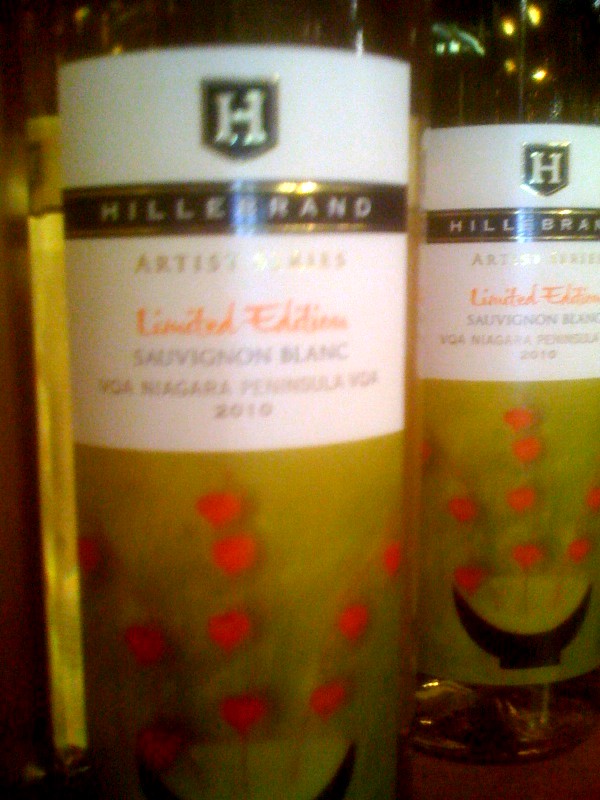 H
HILLEBRAND
ARTIST SERIES
Limited Edition
SAUVIGNON BLANC
VQA NIAGARA PENINSULA VQA
2010
H
HILLEBRAN
ARTIST SERIES
Limited Edition
SAUVIGNON BLANC
VQA NIAGARA PENINSULA
2010